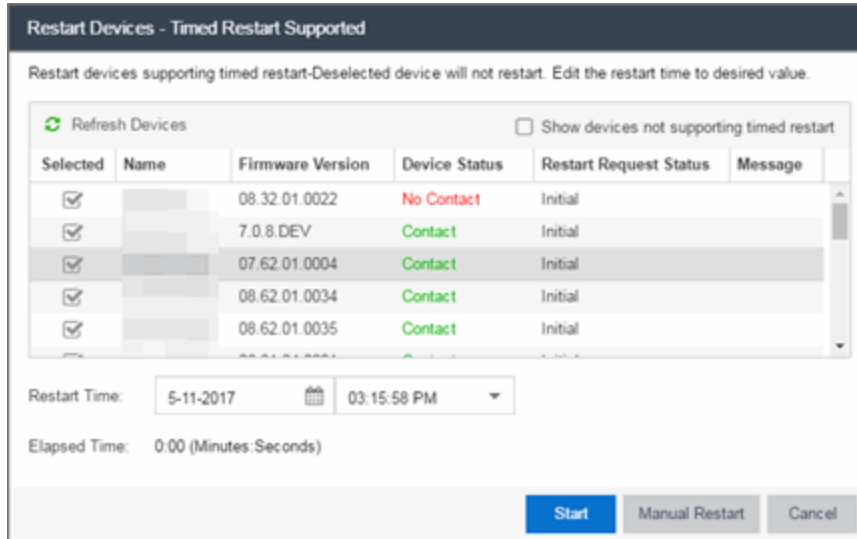 Restart Devices - Timed Restart Supported
Restart devices supporting timed restart-Deselected device will not restart. Edit the restart time to desired value.
Refresh Devices Show devices not supporting timed restart
Selected Name Firmware Version Device Status Restart Request Status Message
08.32.01.0022 No Contact Initial
7.0.8.DEV Contact Initial
07.62.01.0004 Contact Initial
08.62.01.0034 Contact Initial
08.62.01.0035 Contact Initial
Restart Time: 5-11-2017 03:15:58 PM
Elapsed Time: 0:00 (Minutes:Seconds)
Start Manual Restart Cancel